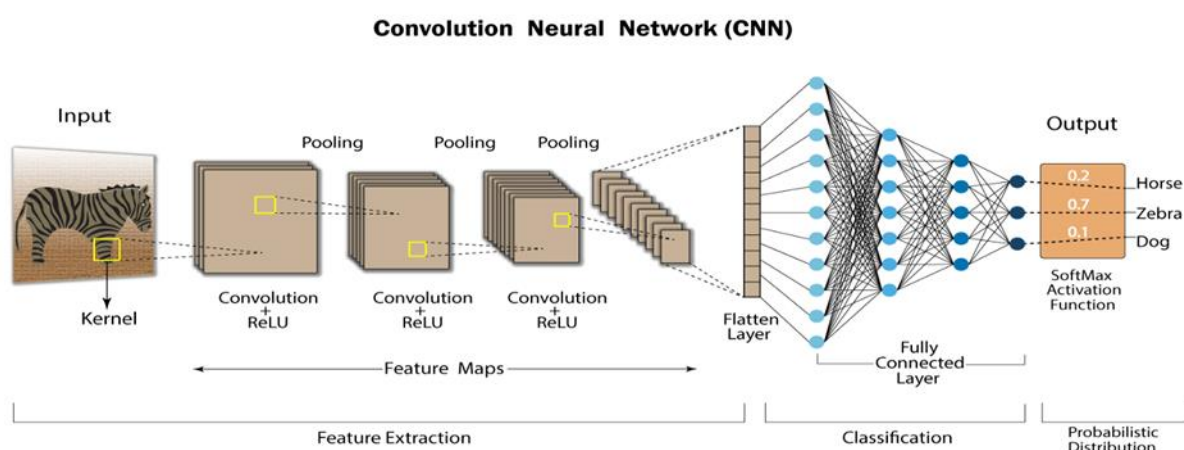 Convolution Neural Network (CNN)
Input
Pooling
Pooling
Pooling
Output
Kernel
Convolution
+
ReLU
Convolution
+
ReLU
Convolution
+
ReLU
Flatten
Layer
0.2
Horse
0.7
Zebra
0.1
Dog
SoftMax
Activation
Function
Feature Maps
Fully
Connected
Layer
Feature Extraction
Classification
Probabilistic
Distribution